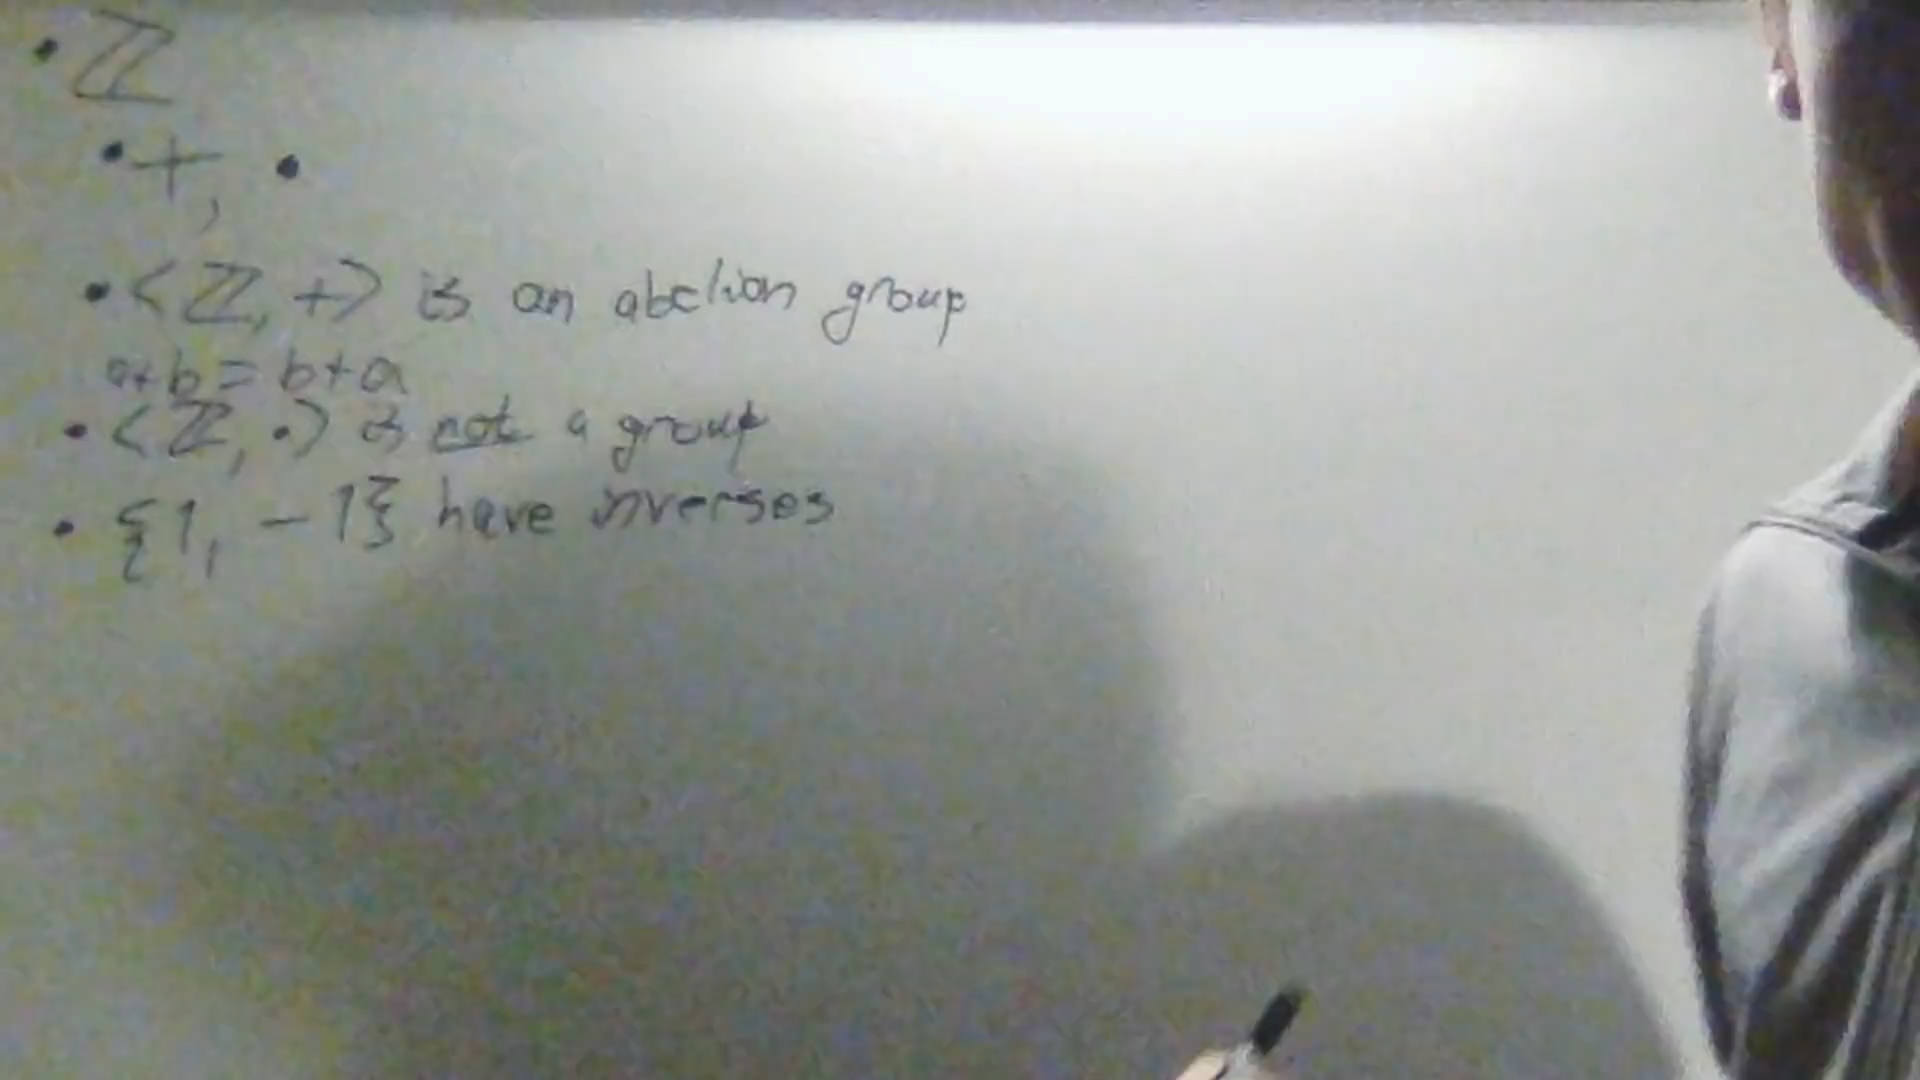 • ℤ
• +, •
• <ℤ, +> is an abelian group
a+b = b+a
• <ℤ, •> is not a group
• {1, -1} have inverses